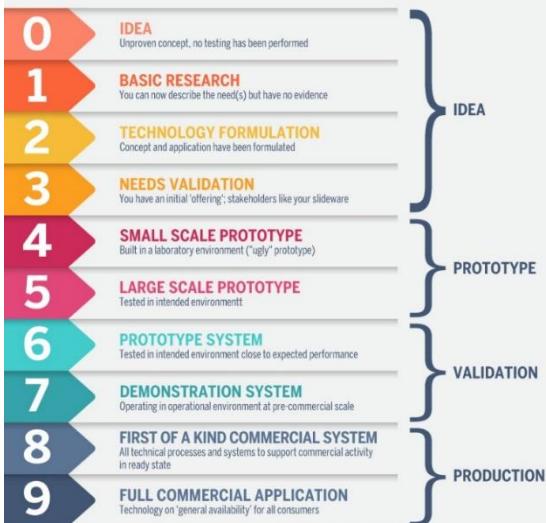 0
IDEA
Unproven concept, no testing has been performed
1
BASIC RESEARCH
You can now describe the need(s) but have no evidence
2
TECHNOLOGY FORMULATION
Concept and application have been formulated
3
NEEDS VALIDATION
You have an initial 'offering'; stakeholders like your slideware
IDEA
4
SMALL SCALE PROTOTYPE
Built in a laboratory environment ("ugly" prototype)
5
LARGE SCALE PROTOTYPE
Tested in intended environmentt
PROTOTYPE
6
PROTOTYPE SYSTEM
Tested in intended environment close to expected performance
7
DEMONSTRATION SYSTEM
Operating in operational environment at pre-commercial scale
VALIDATION
8
FIRST OF A KIND COMMERCIAL SYSTEM
All technical processes and systems to support commercial activity
in ready state
9
FULL COMMERCIAL APPLICATION
Technology on 'general availability' for all consumers
PRODUCTION